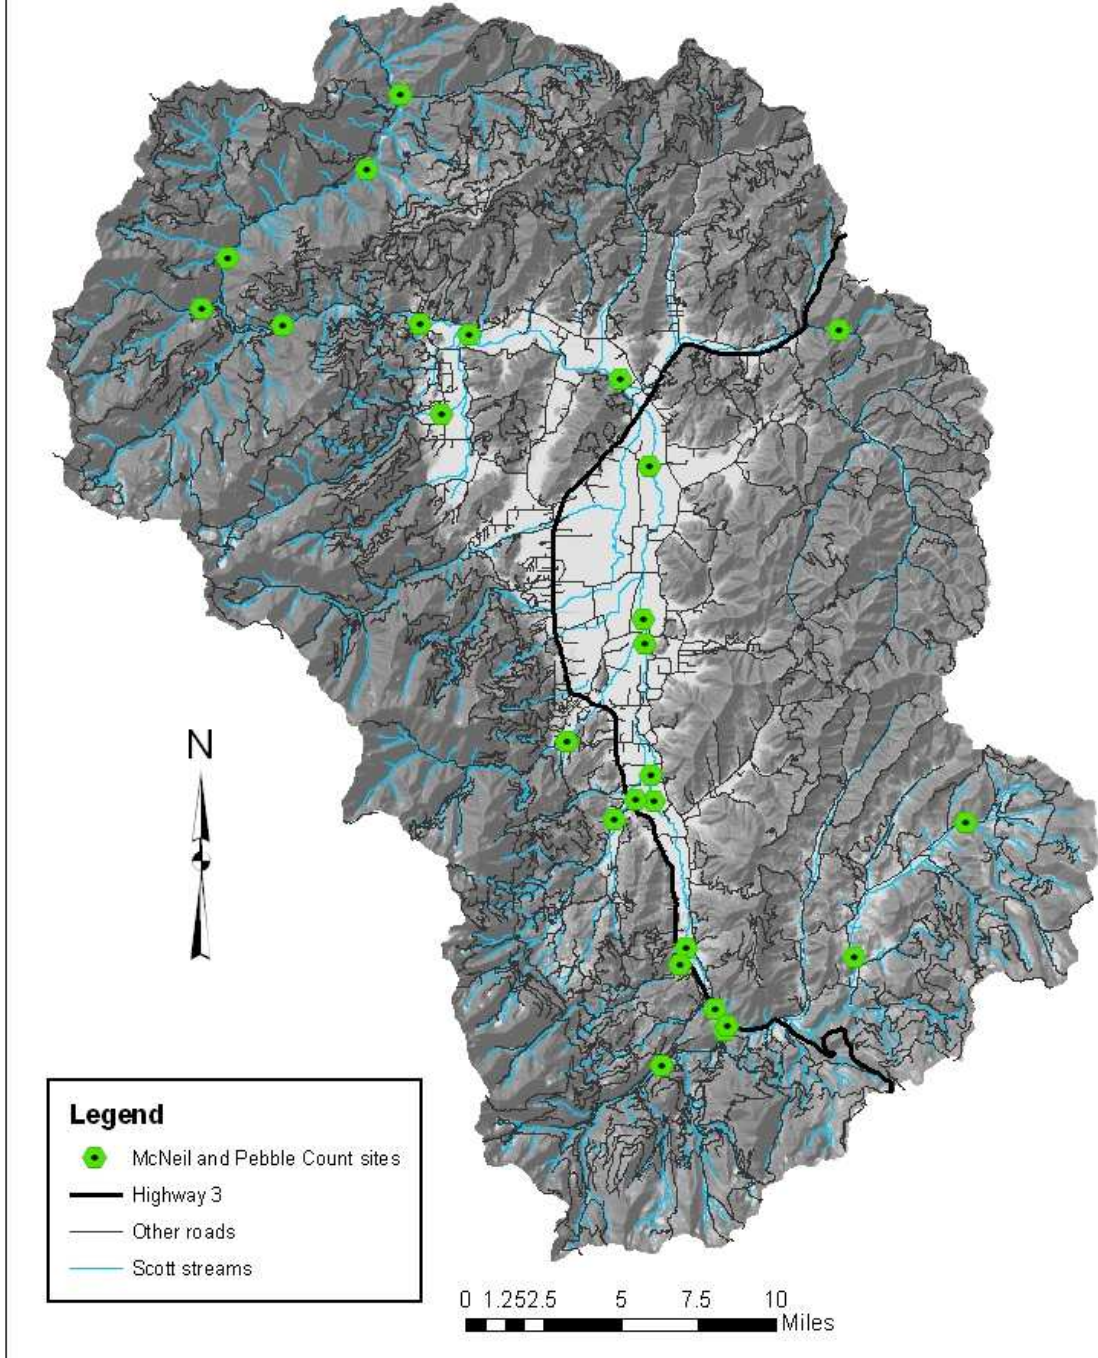 N
Legend
McNeil and Pebble Count sites
Highway 3
Other roads
Scott streams
0 1.252.5 5 7.5 10
Miles